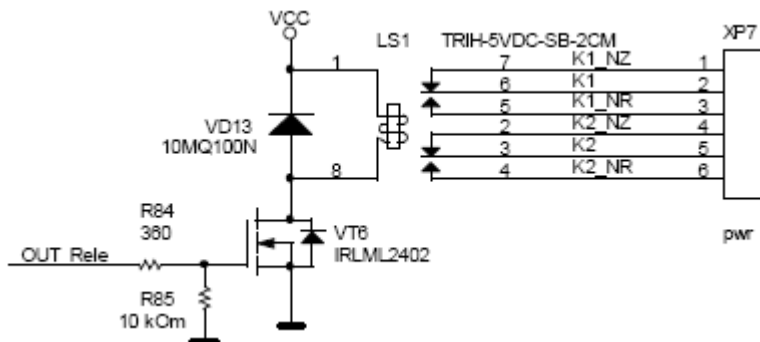 VCC
LS1 TRIH-5VDC-SB-2CM XP7
1 7 K1_NZ 1
6 K1 2
5 K1_NR 3
2 K2_NZ 4
3 K2 5
8 4 K2_NR 6
VD13
10MQ100N
R84
360
VT6
IRLML2402
pwr
OUT_Rele
R85
10 kOm